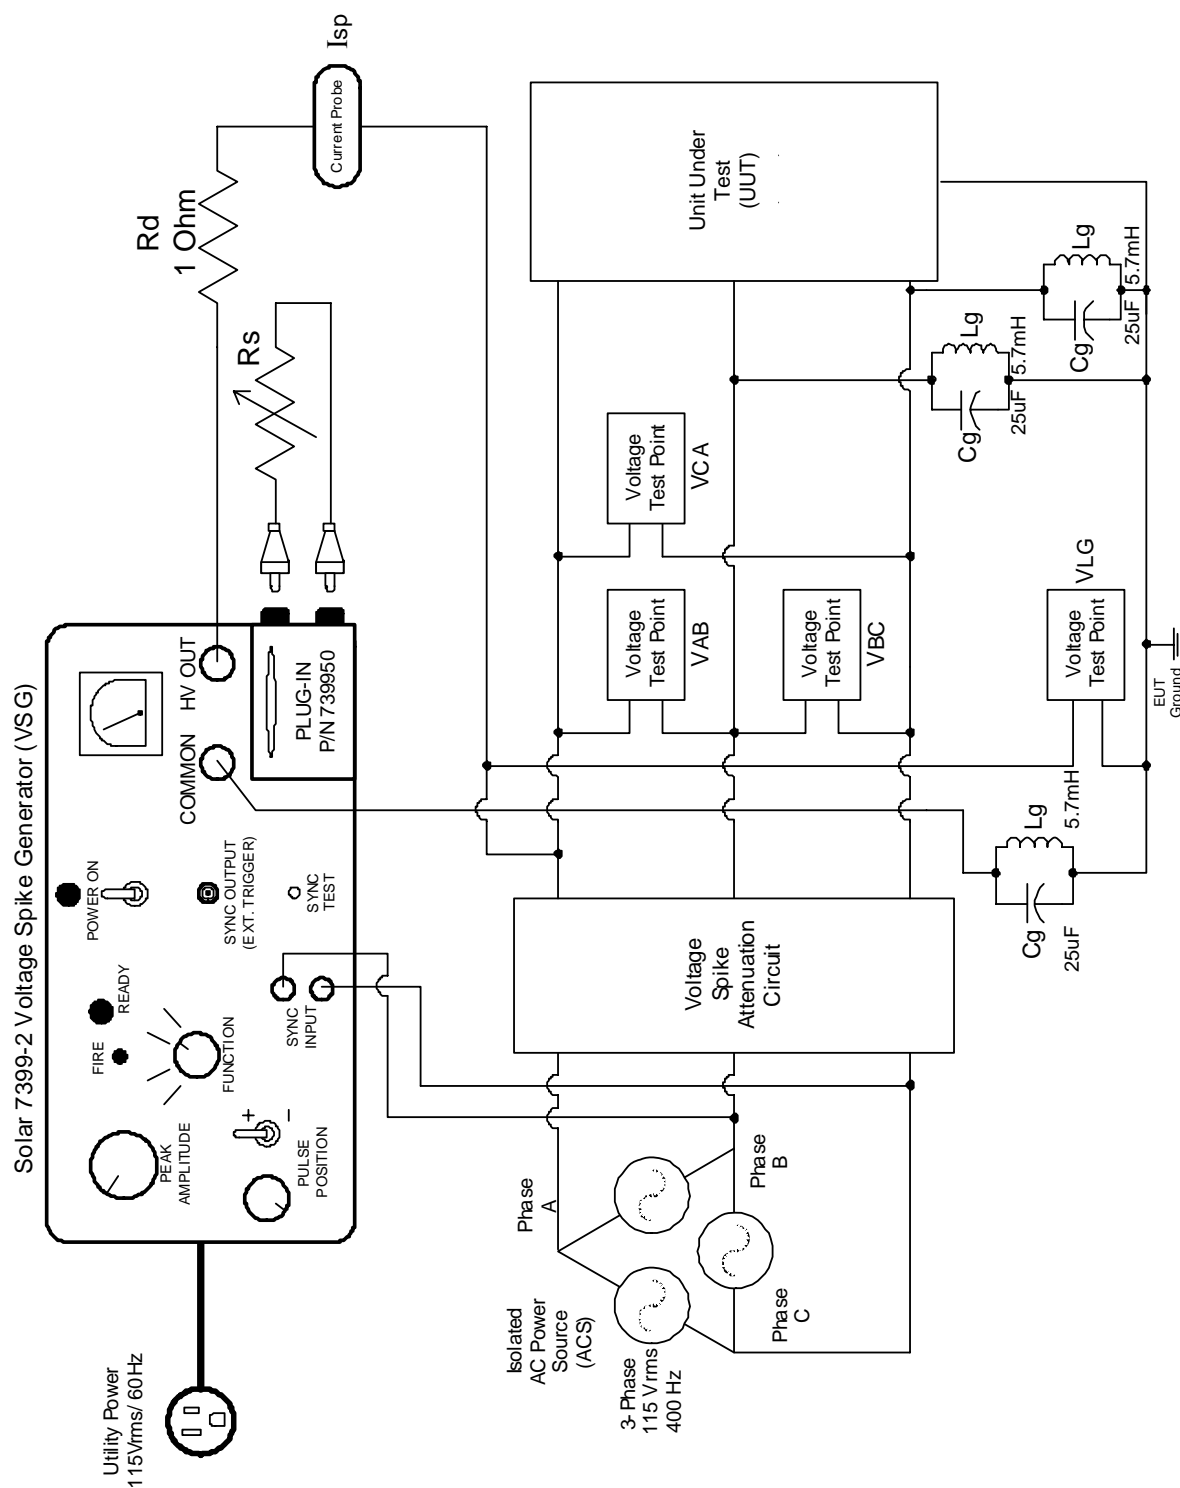 Solar 7399-2 Voltage Spike Generator (VSG)
Utility Power
115Vrms/ 60Hz
PEAK
AMPLITUDE
PULSE
POSITION
+
−
FIRE
READY
FUNCTION
SYNC
INPUT
POWER ON
SYNC OUTPUT
(EXT. TRIGGER)
SYNC
TEST
COMMON
HV OUT
PLUG-IN
P/N 739950
Rs
Rd
1 Ohm
Current Probe
Isp
Isolated
AC Power
Source
(ACS)
3-Phase
115 Vrms
400 Hz
Phase
A
Phase
B
Phase
C
Voltage
Spike
Attenuation
Circuit
Voltage
Test Point
VAB
Voltage
Test Point
VCA
Voltage
Test Point
VBC
Unit Under
Test
(UUT)
Cg
25uF
Lg
5.7mH
Voltage
Test Point
VLG
EUT
Ground
Cg
25uF
Lg
5.7mH
Cg
25uF
Lg
5.7mH